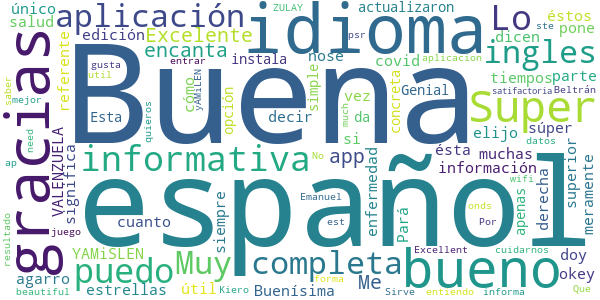 ZULAY
único
aplicación
idioma
actualizaron
Lo
éstos
salud
edición
Excelente
psr
ste
dicen
pone
gracias
referente
encanta
instala
nose
covid
Genial
ingles
Buena
tiempos
parte
gusta
entrar
aplicacion
satisfactoria
Beltrán
saber
util
yAMiLEN
cómo
opción
simple
concreta
Super
mejor
Esta
decir
vez
da
si
much
elijo
súper
quieros
datos
need
VALENZUELA
significa
informativa
No
app
enfermedad
ésta
muchas
información
superior
meramente
ap
español
Emanuel
Pará
apenas
wifi
derecha
siempre
cuanto
est
onds
Por
resultado
juego
YAMiSLEN
puedo
Muy
completa
bueno
Excellent
cuidarnos
doy
agarro
estrellas
útil
Kiero
forma
Me
okey
beautiful
Buenísima
Sirve
entiendo
informa
Que